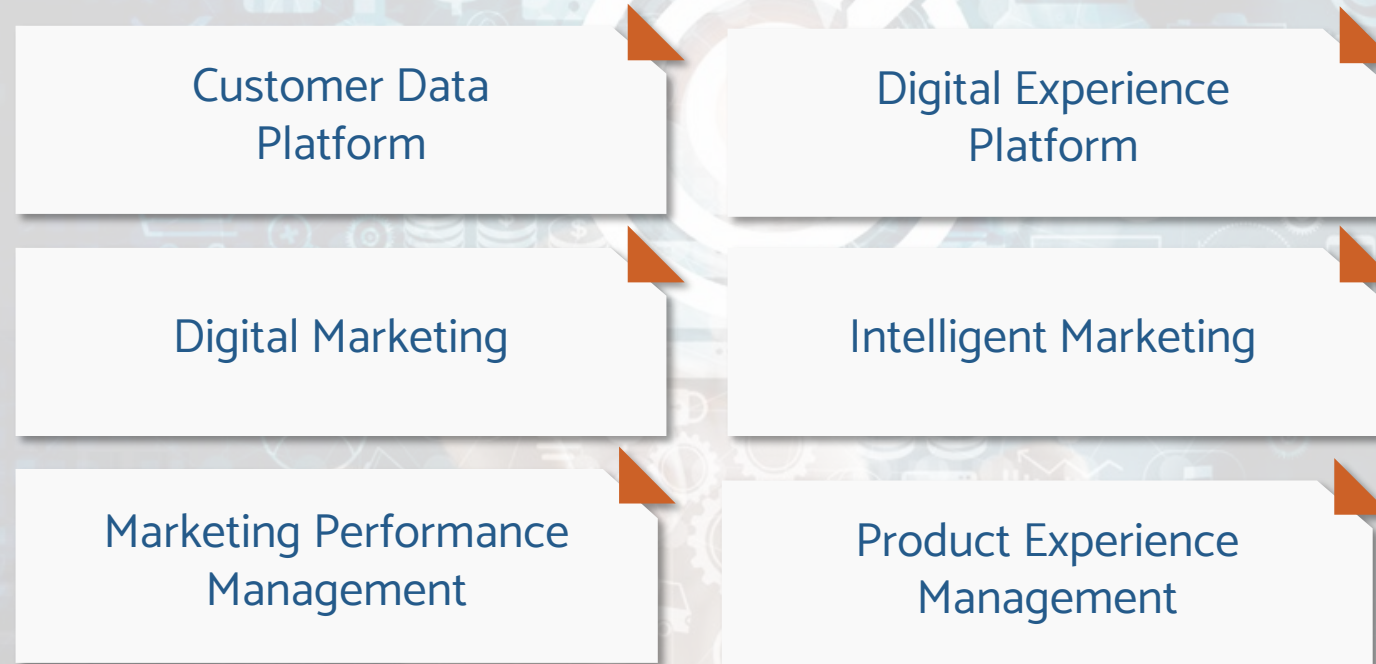 Customer Data
Platform
Digital Experience
Platform
Digital Marketing
Intelligent Marketing
Marketing Performance
Management
Product Experience
Management